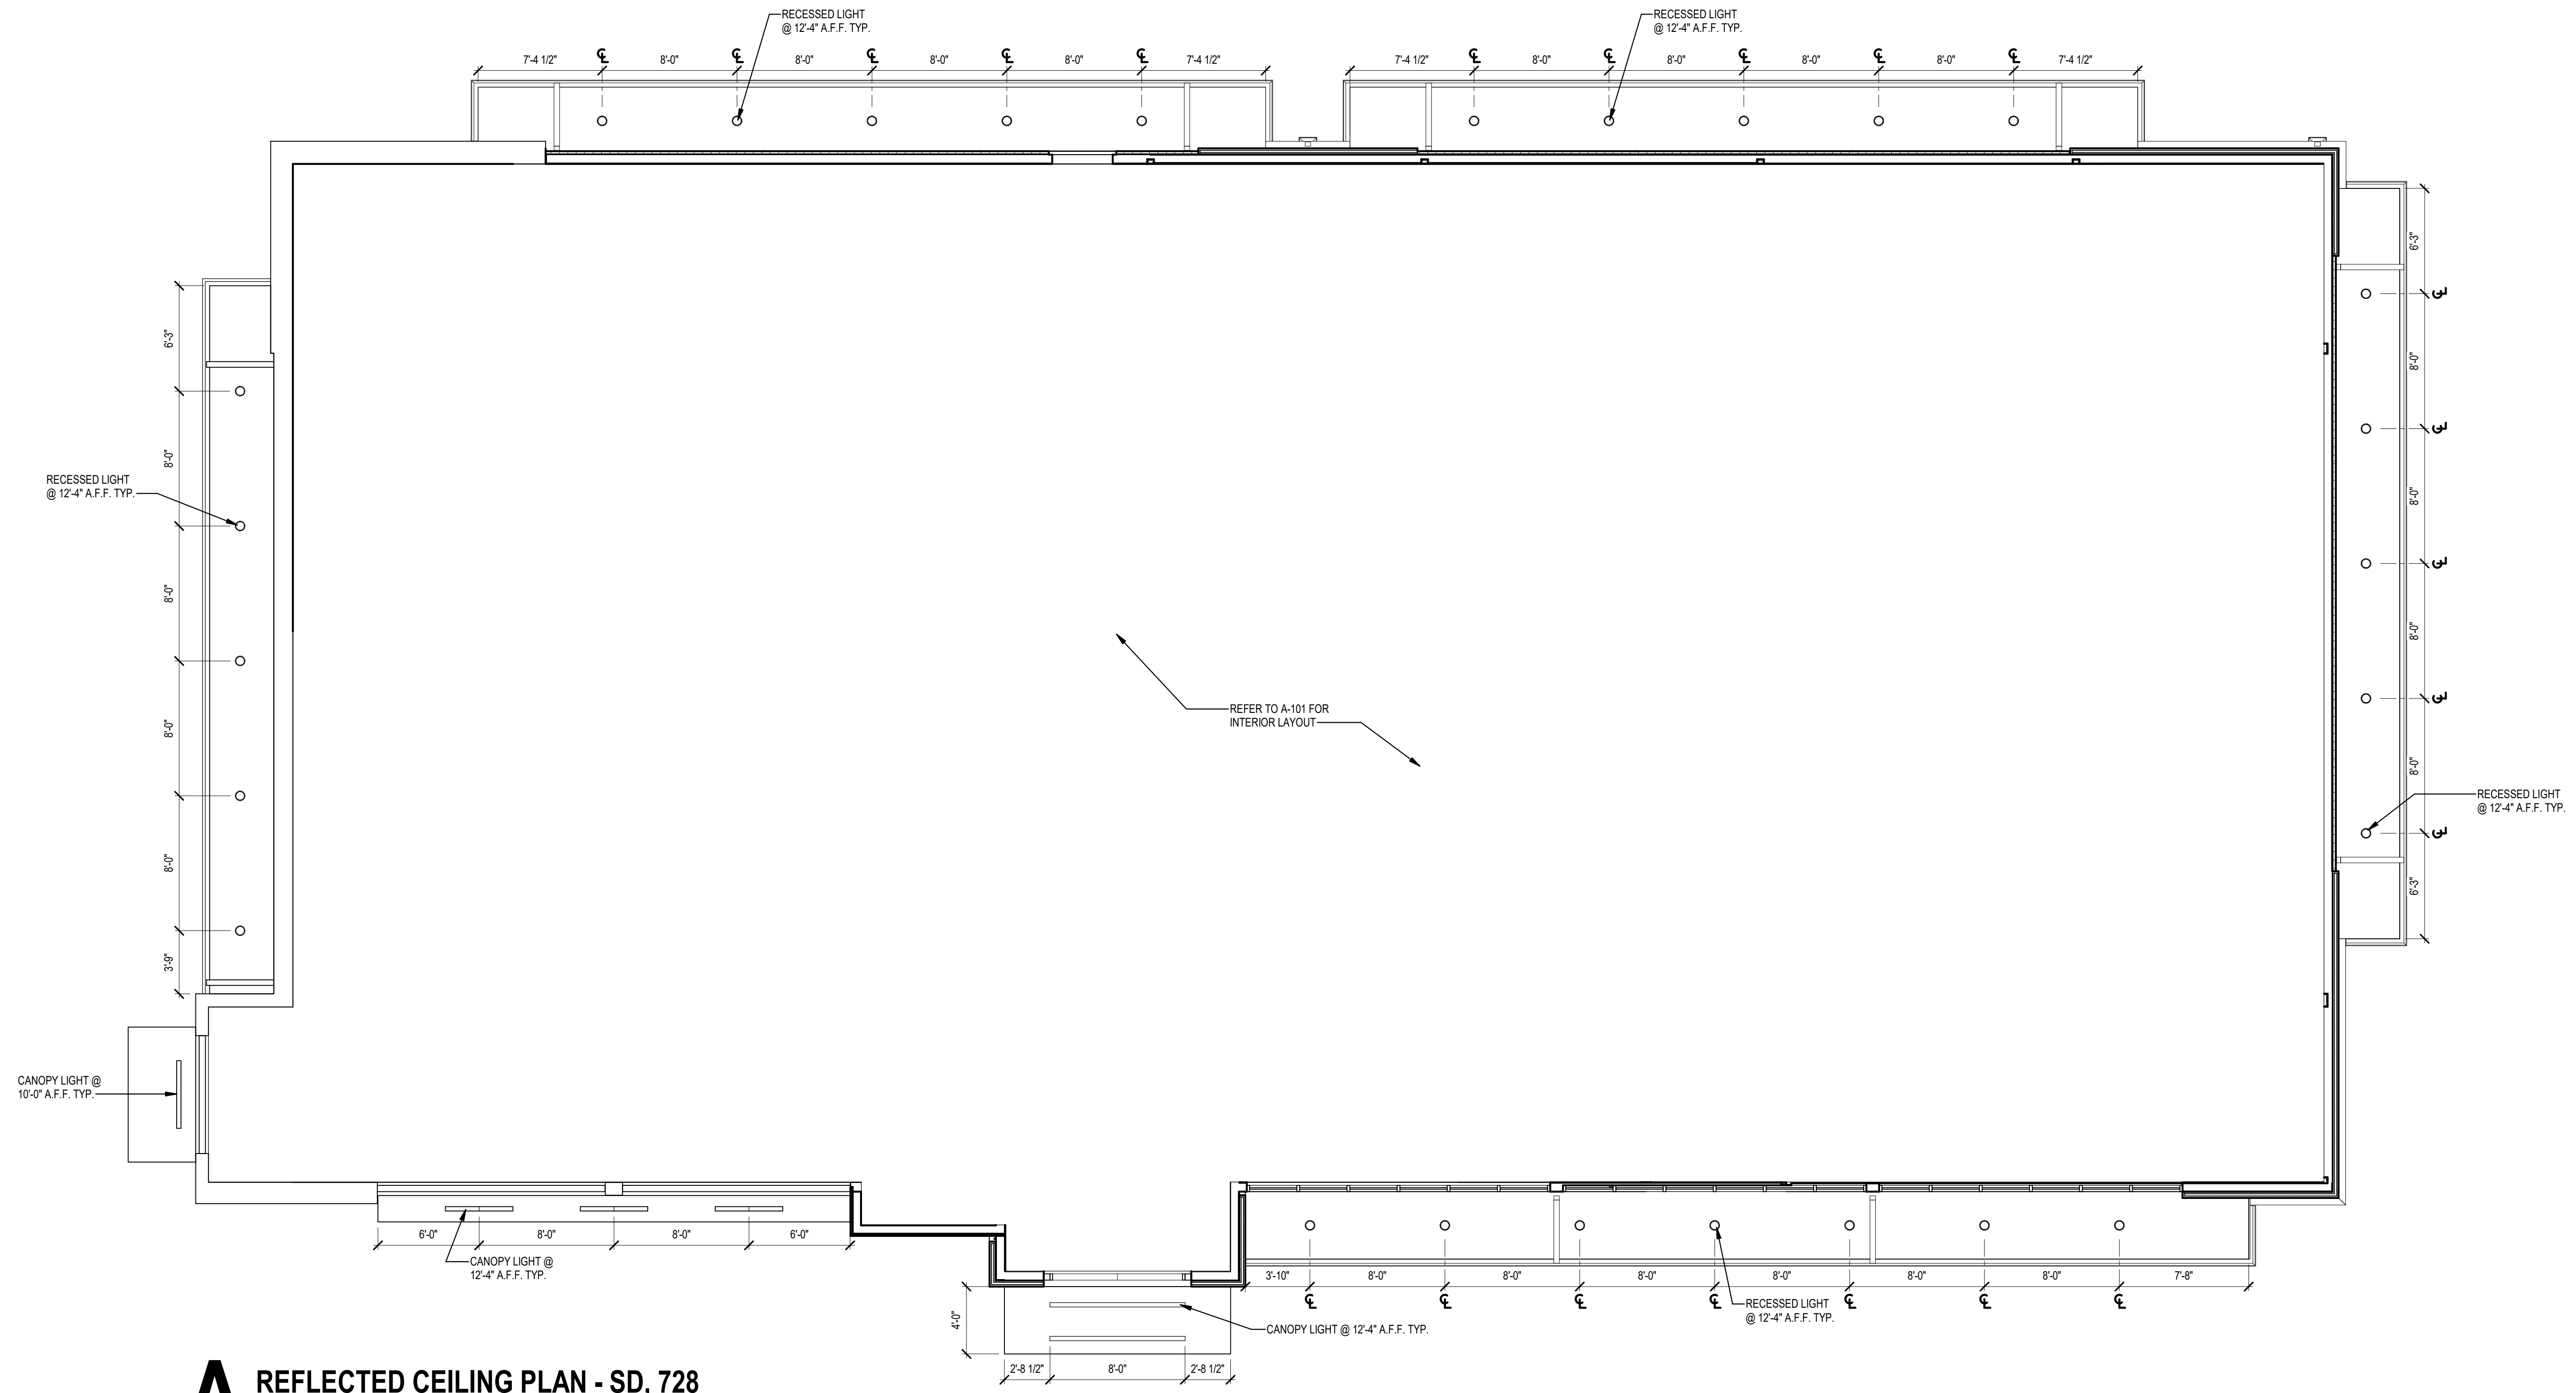 RECESSED LIGHT
@ 12'-4" A.F.F. TYP.
RECESSED LIGHT
@ 12'-4" A.F.F. TYP.
7'-4 1/2" ℄ 8'-0" ℄ 8'-0" ℄ 8'-0" ℄ 8'-0" ℄ 7'-4 1/2"
7'-4 1/2" ℄ 8'-0" ℄ 8'-0" ℄ 8'-0" ℄ 8'-0" ℄ 7'-4 1/2"
6'-3"
8'-0"
8'-0"
8'-0"
8'-0"
3'-9"
RECESSED LIGHT
@ 12'-4" A.F.F. TYP.
6'-3"
℄
8'-0"
℄
8'-0"
℄
8'-0"
℄
8'-0"
℄
6'-3"
RECESSED LIGHT
@ 12'-4" A.F.F. TYP.
REFER TO A-101 FOR
INTERIOR LAYOUT
CANOPY LIGHT @
10'-0" A.F.F. TYP.
6'-0" 8'-0" 8'-0" 6'-0"
CANOPY LIGHT @
12'-4" A.F.F. TYP.
3'-10" 8'-0" 8'-0" 8'-0" 8'-0" 8'-0" 8'-0" 7'-8"
℄ ℄ ℄ ℄ ℄ ℄ ℄
RECESSED LIGHT
@ 12'-4" A.F.F. TYP.
4'-0"
CANOPY LIGHT @ 12'-4" A.F.F. TYP.
2'-8 1/2" 8'-0" 2'-8 1/2"
A REFLECTED CEILING PLAN - SD. 728